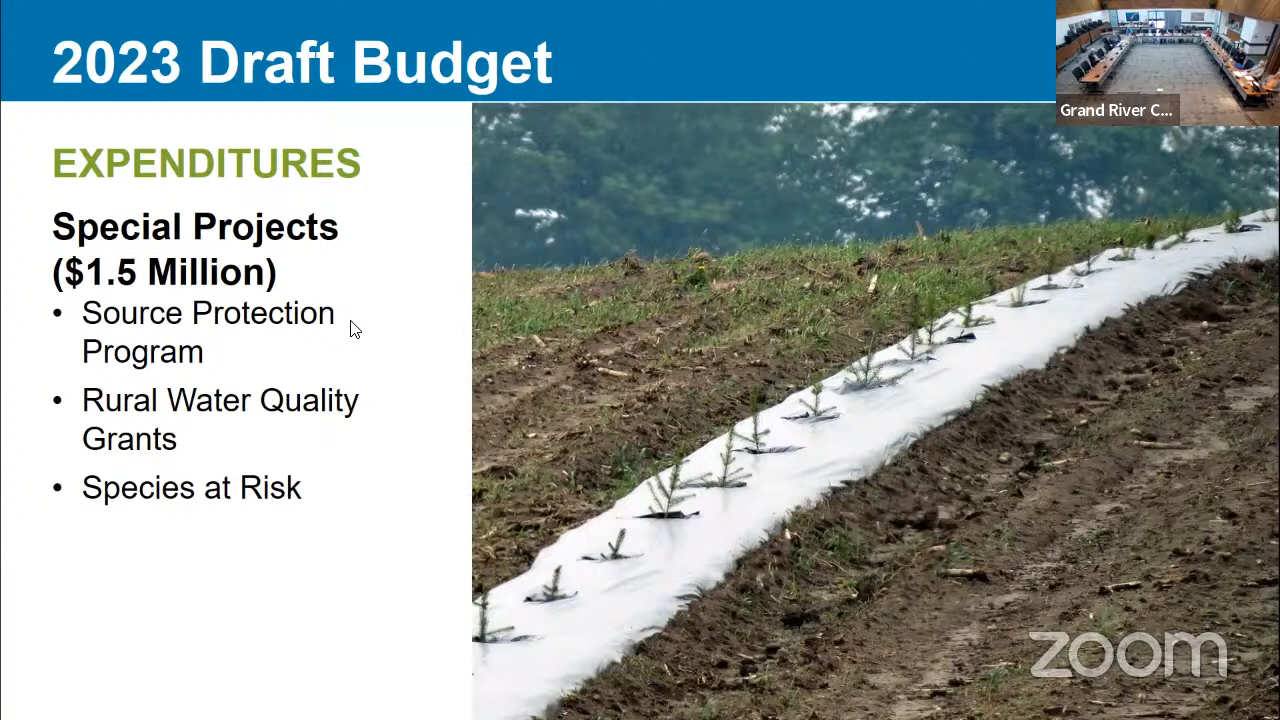 2023 Draft Budget
Grand River C...
EXPENDITURES
Special Projects
($1.5 Million)
• Source Protection
Program
• Rural Water Quality
Grants
• Species at Risk
zoom